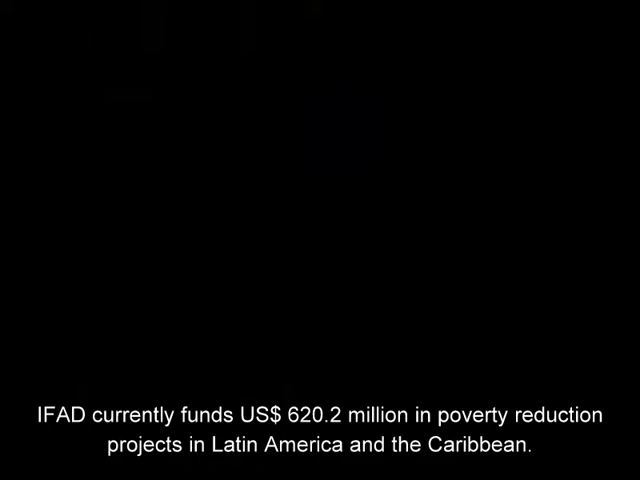 IFAD currently funds US$ 620.2 million in poverty reduction
projects in Latin America and the Caribbean.